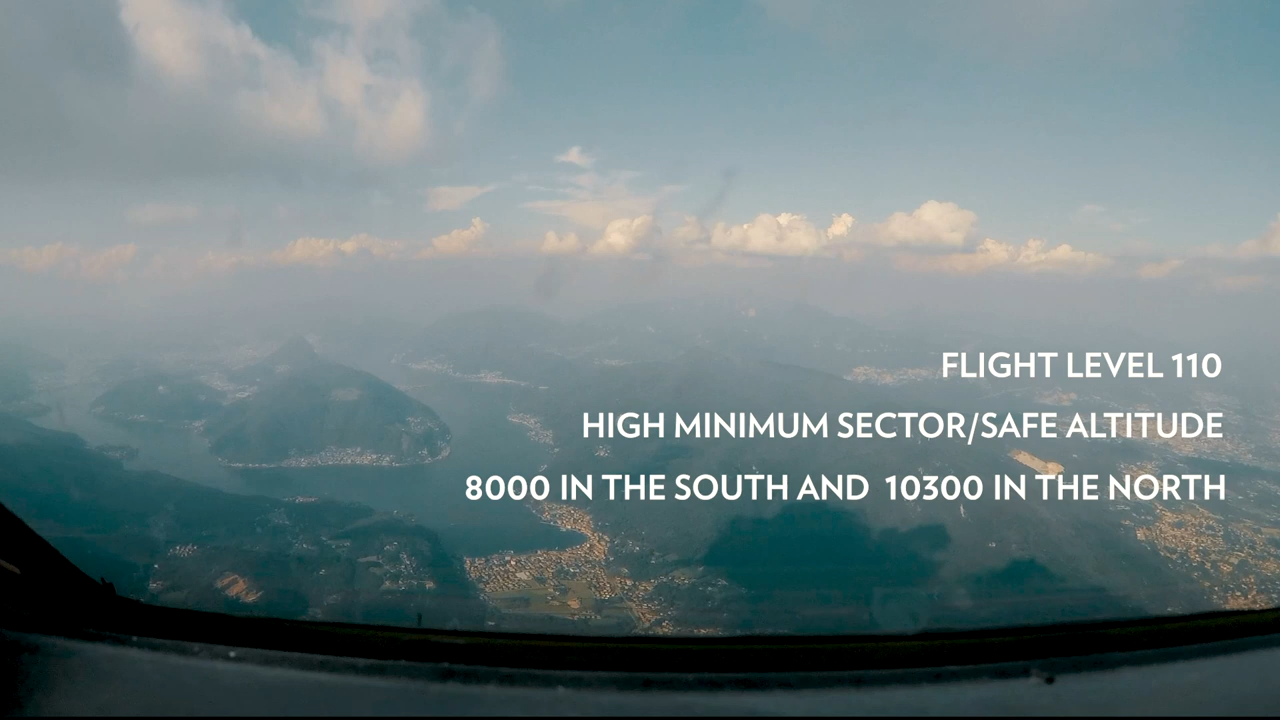 FLIGHT LEVEL 110
HIGH MINIMUM SECTOR/SAFE ALTITUDE
8000 IN THE SOUTH AND 10300 IN THE NORTH